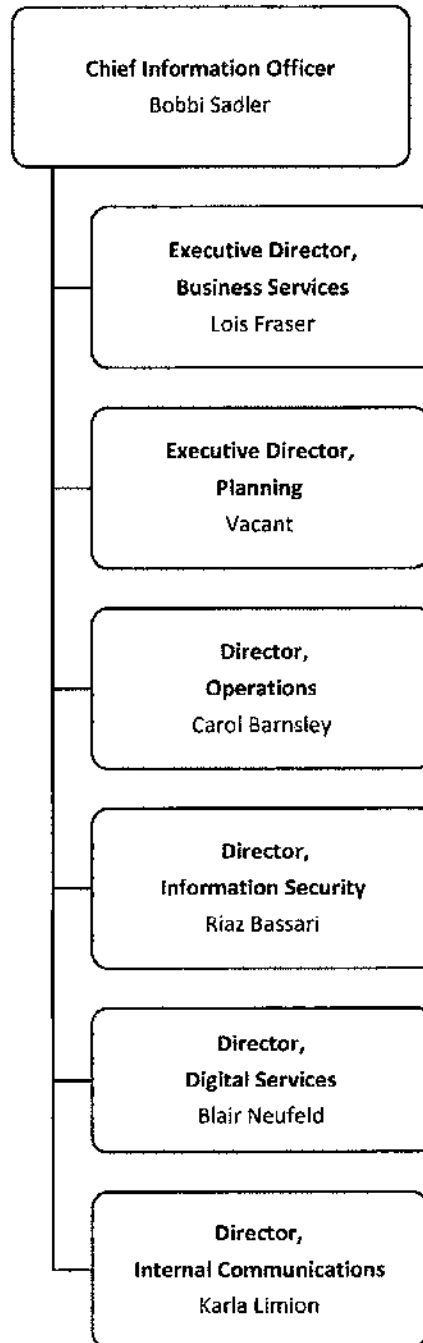 Chief Information Officer
Bobbi Sadler
Executive Director,
Business Services
Lois Fraser
Executive Director,
Planning
Vacant
Director,
Operations
Carol Barnsley
Director,
Information Security
Riaz Bassari
Director,
Digital Services
Blair Neufeld
Director,
Internal Communications
Karla Limion